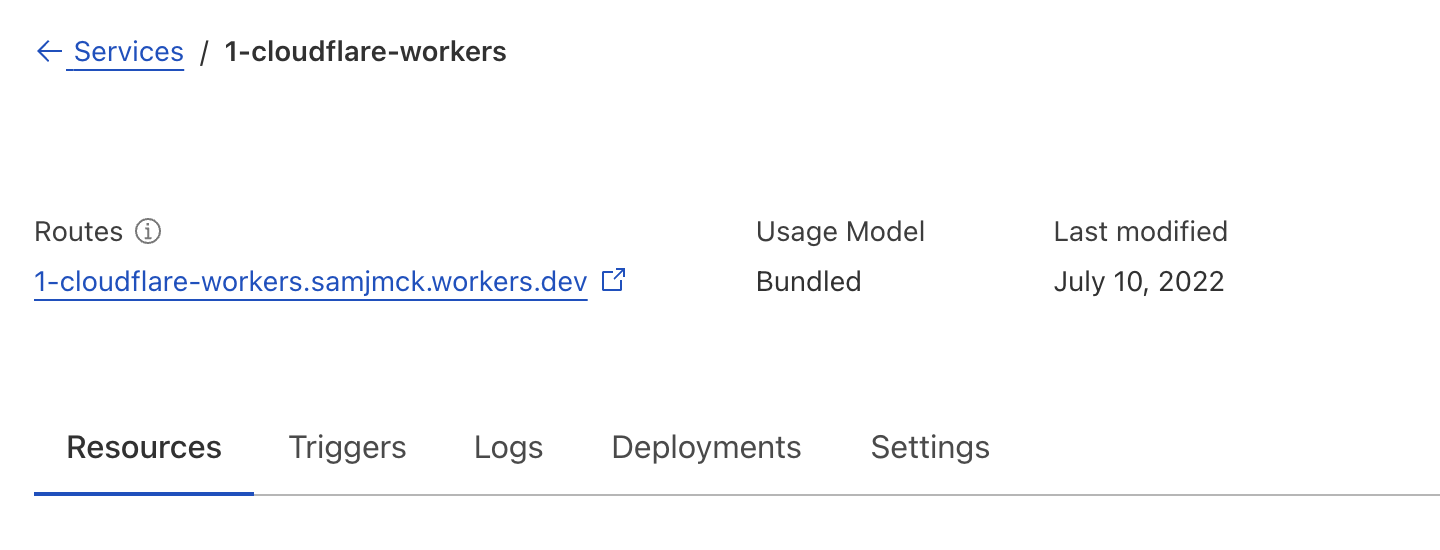 ← Services / 1-cloudflare-workers
Routes
Usage Model
Last modified
1-cloudflare-workers.samjmck.workers.dev
Bundled
July 10, 2022
Resources
Triggers
Logs
Deployments
Settings